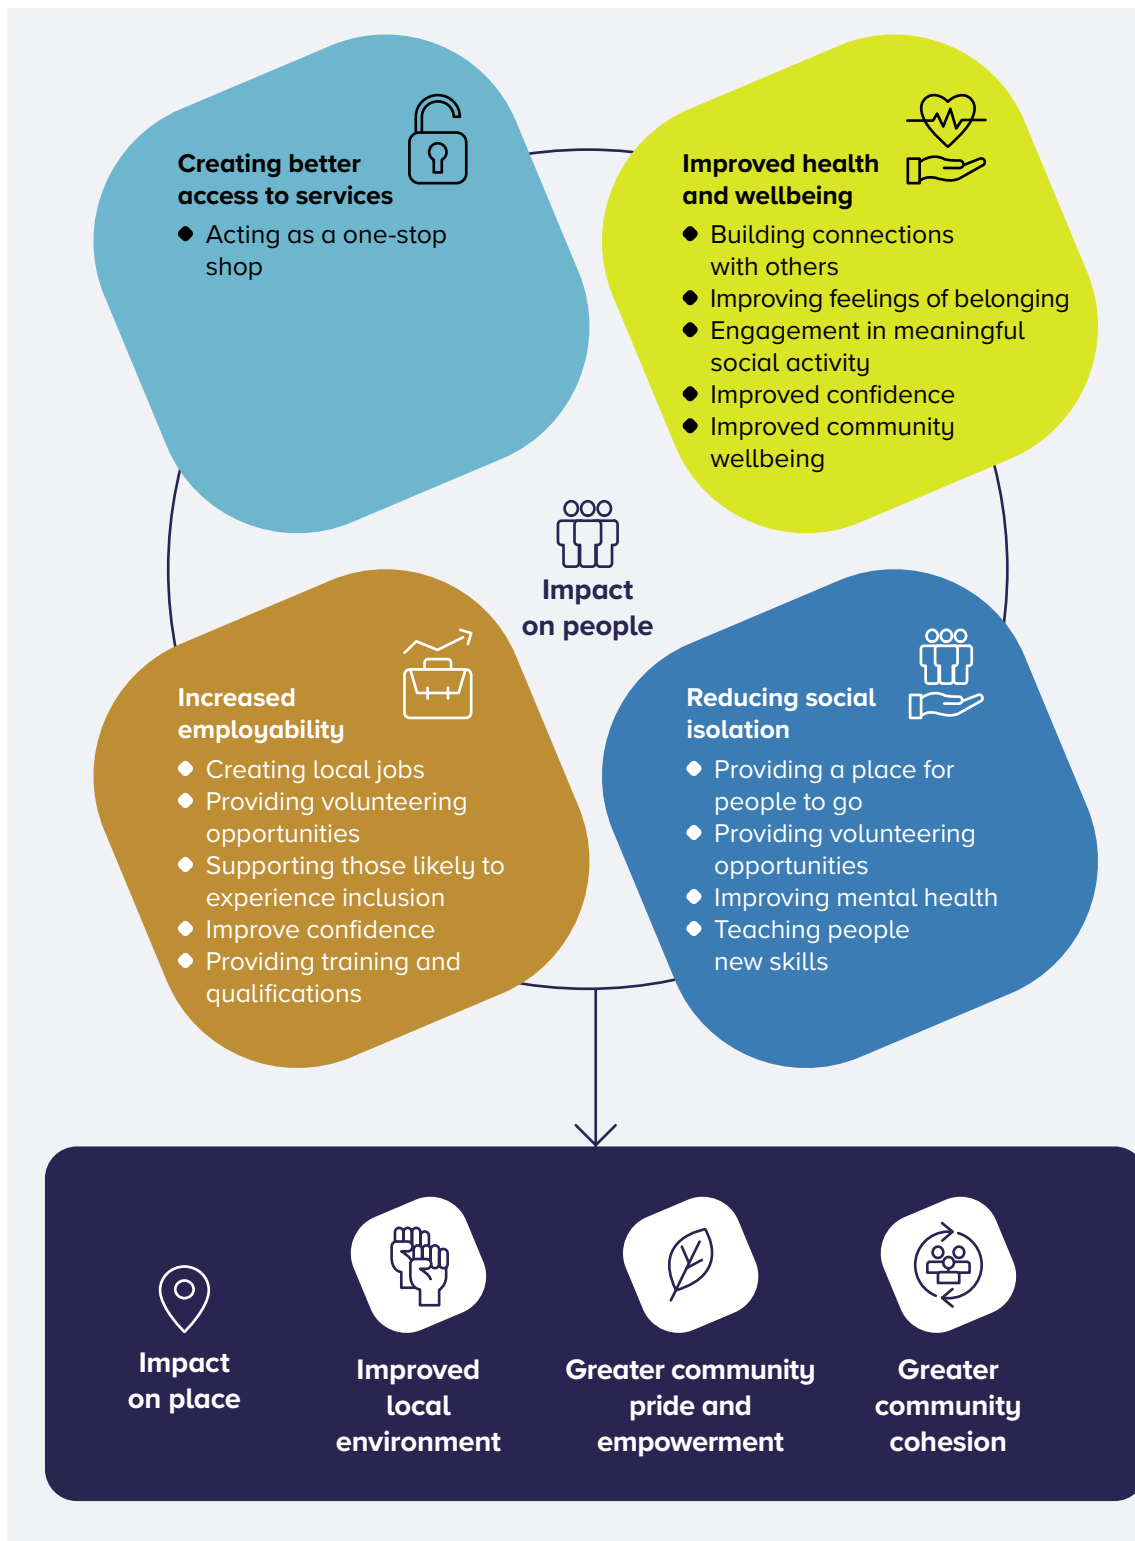 Creating better
access to services
Acting as a one-stop
shop
Improved health
and wellbeing
Building connections
with others
Improving feelings of belonging
Engagement in meaningful
social activity
Improved confidence
Improved community
wellbeing
Impact
on people
Increased
employability
Creating local jobs
Providing volunteering
opportunities
Supporting those likely to
experience inclusion
Improve confidence
Providing training and
qualifications
Reducing social
isolation
Providing a place for
people to go
Providing volunteering
opportunities
Improving mental health
Teaching people
new skills
Impact
on place
Improved
local
environment
Greater community
pride and
empowerment
Greater
community
cohesion